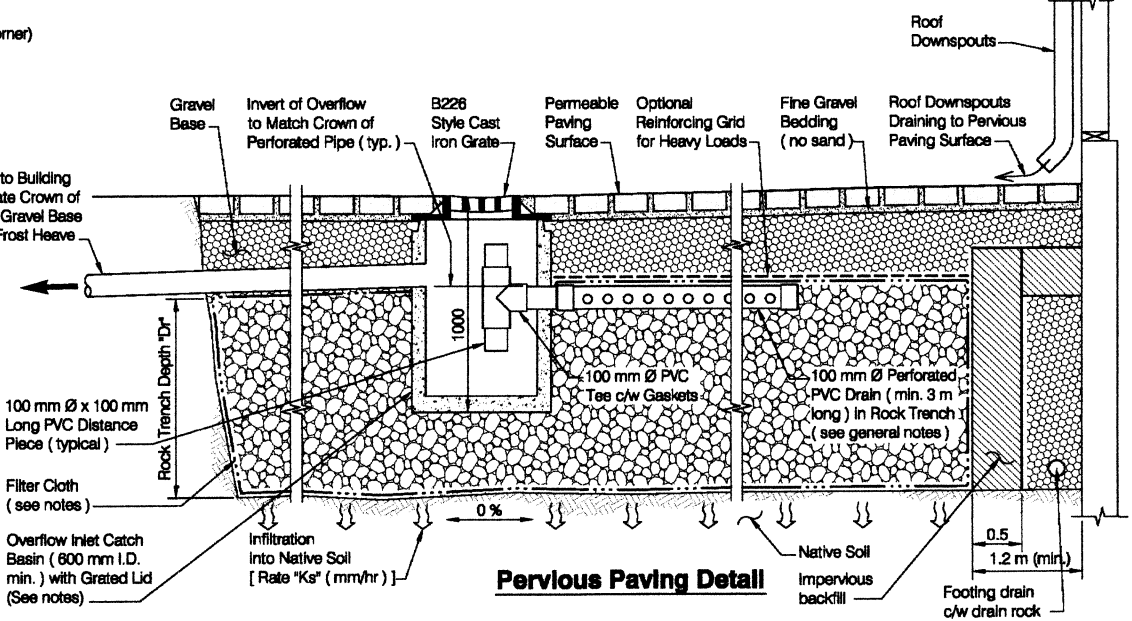 orner)
Roof
Downspouts
Gravel
Base
Invert of Overflow
to Match Crown of
Perforated Pipe ( typ. )
B226
Style Cast
iron Grate
Permeable
Paving
Surface
Optional
Reinforcing Grid
for Heavy Loads
Fine Gravel
Bedding
( no sand )
Roof Downspouts
Draining to Pervious
Paving Surface
to Building
ate Crown of
Gravel Base
Frost Heave
Rock Trench Depth "Dr"
1000
100 mm Ø PVC
Tee c/w Gaskets
100 mm Ø Perforated
PVC Drain ( min. 3 m
long ) in Rock Trench
( see general notes )
100 mm Ø x 100 mm
Long PVC Distance
Piece ( typical )
Filter Cloth
( see notes )
Overflow Inlet Catch
Basin ( 600 mm I.D.
min. ) with Grated Lid
(See notes)
0 %
Infiltration
into Native Soil
[ Rate "Ks" ( mm/hr ) ]
Native Soil
Impervious
backfill
0.5
1.2 m (min.)
Footing drain
c/w drain rock
Pervious Paving Detail